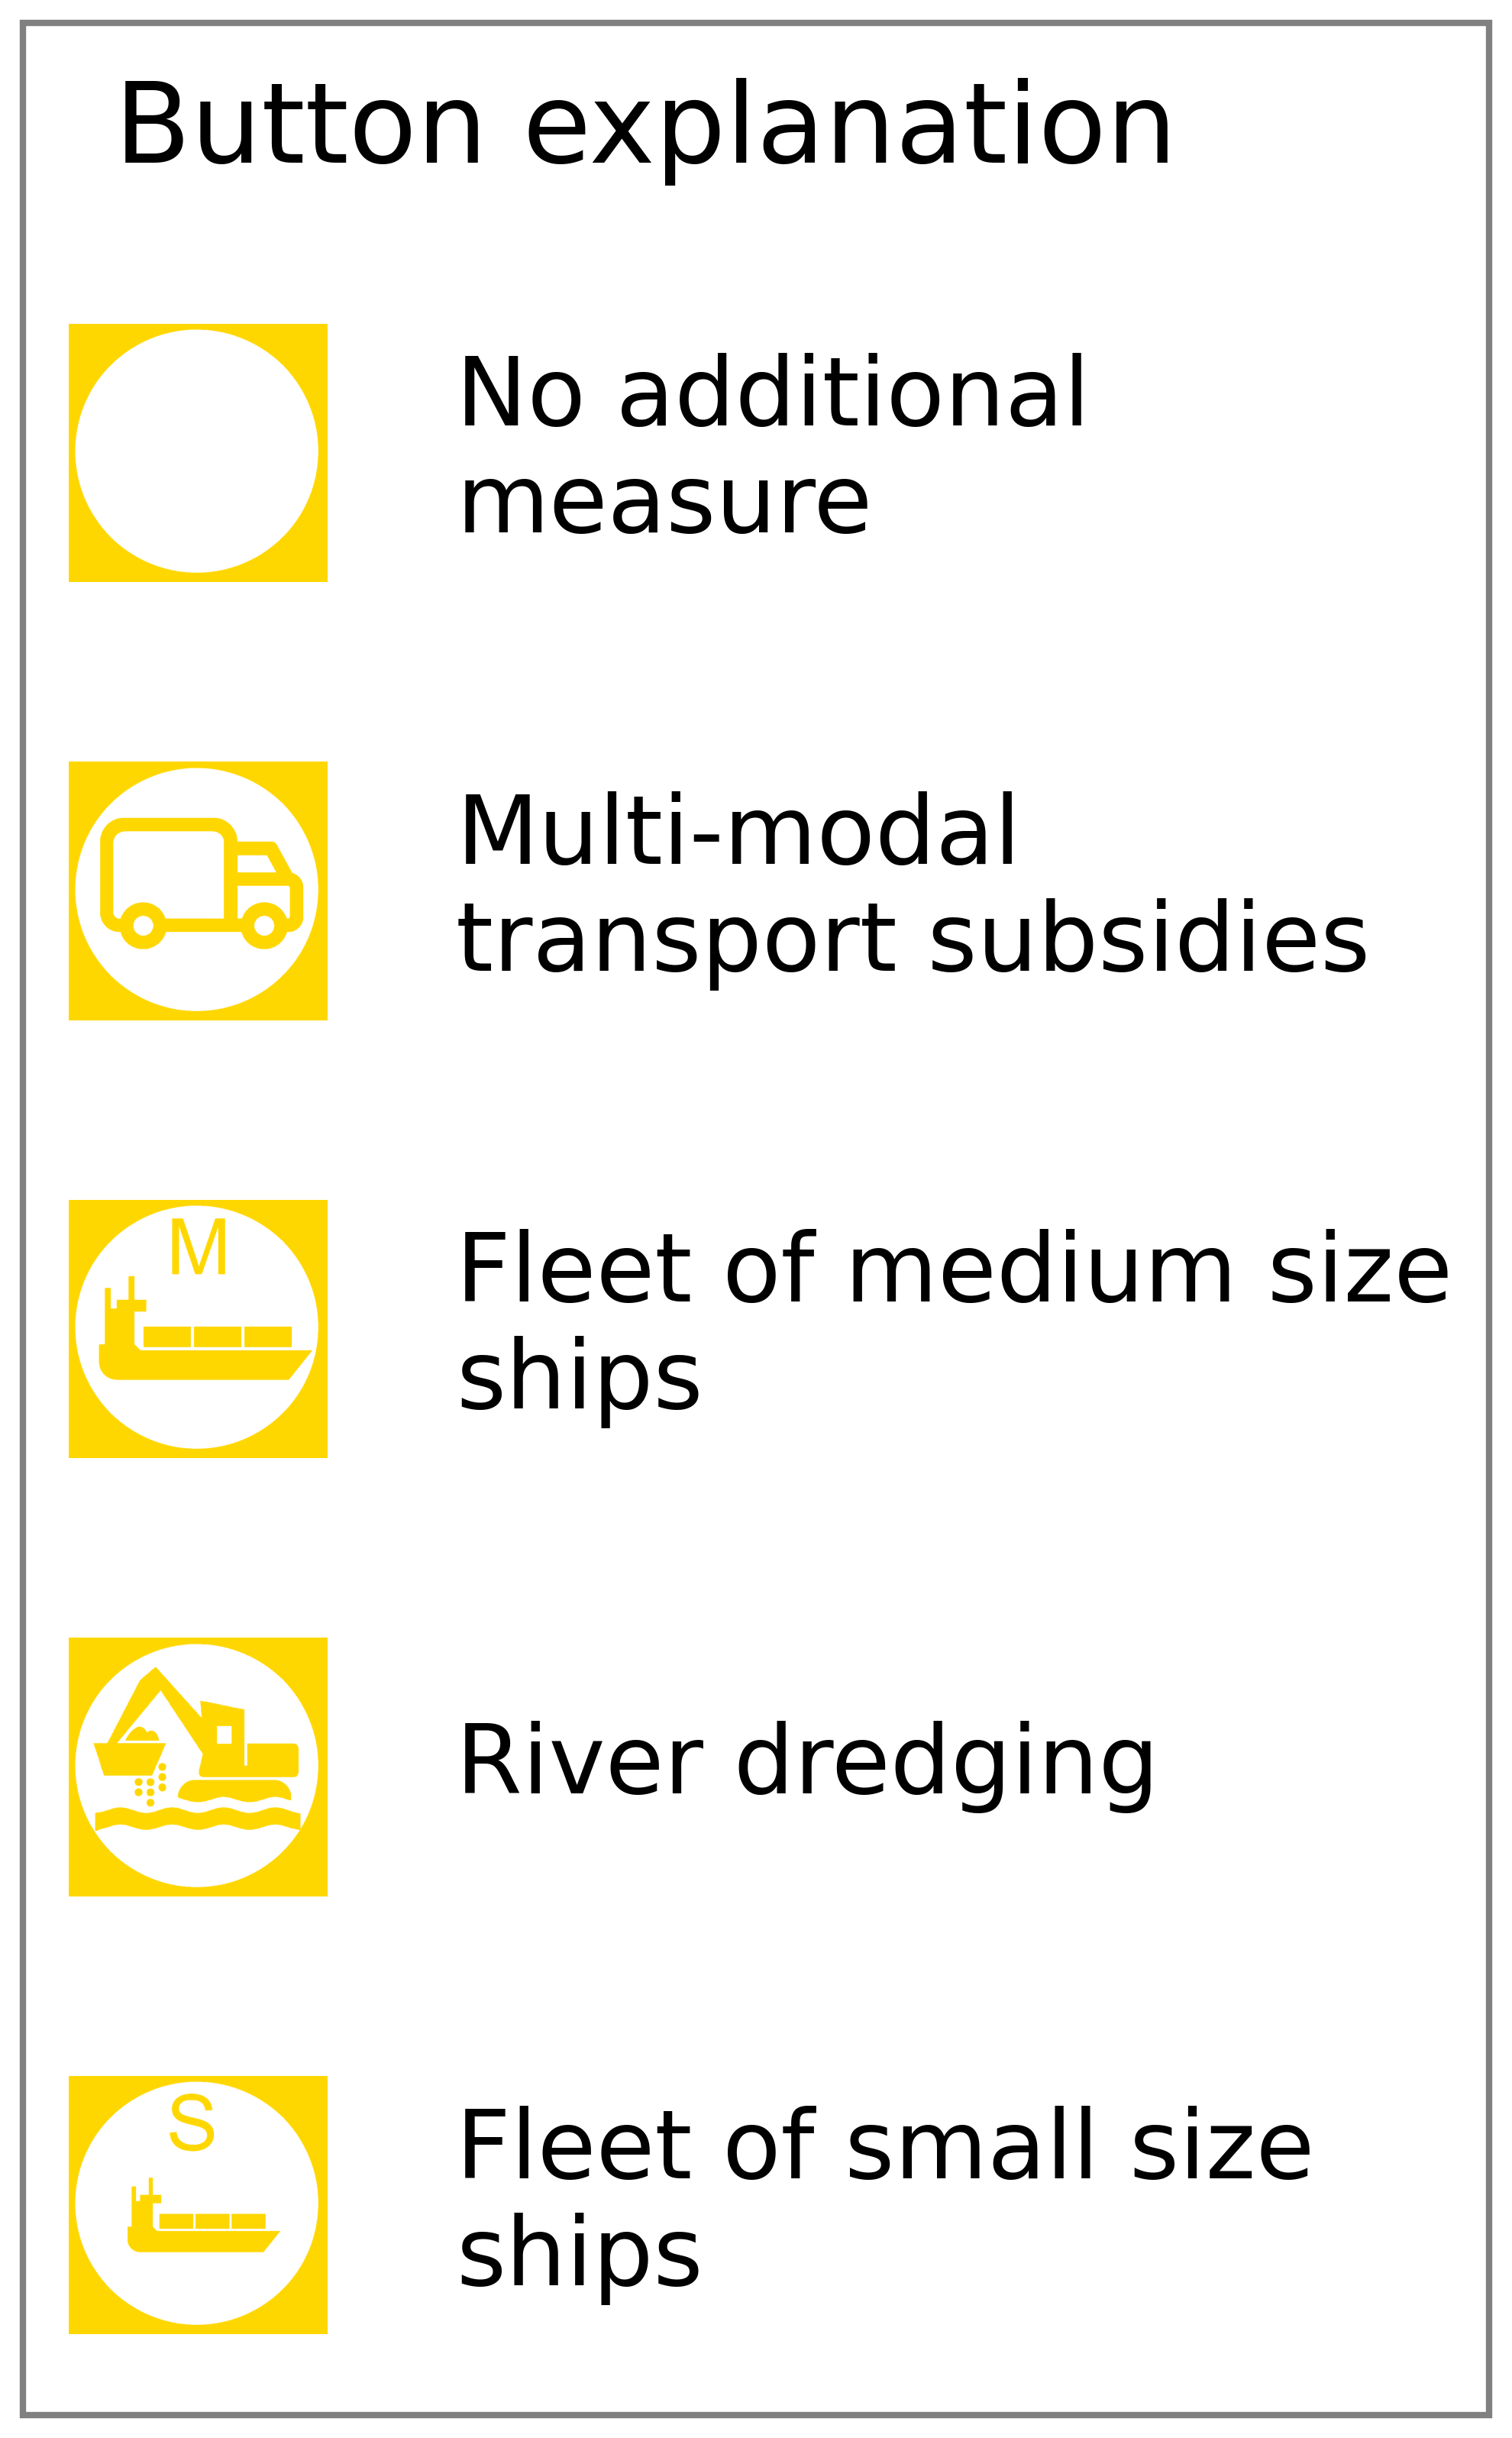 Button explanation
No additional
measure
Multi-modal
transport subsidies
M
Fleet of medium size
ships
River dredging
S
Fleet of small size
ships